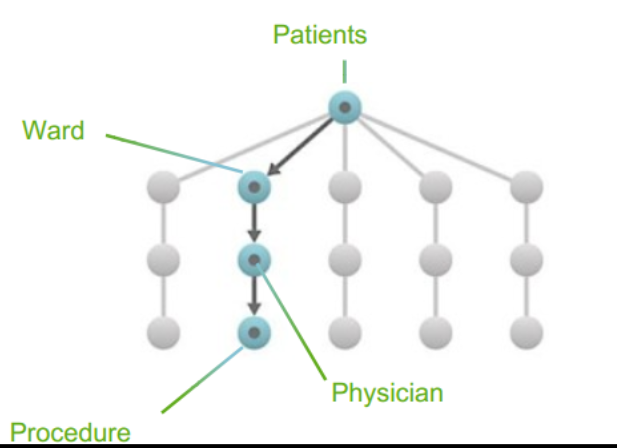 Patients
Ward
Physician
Procedure